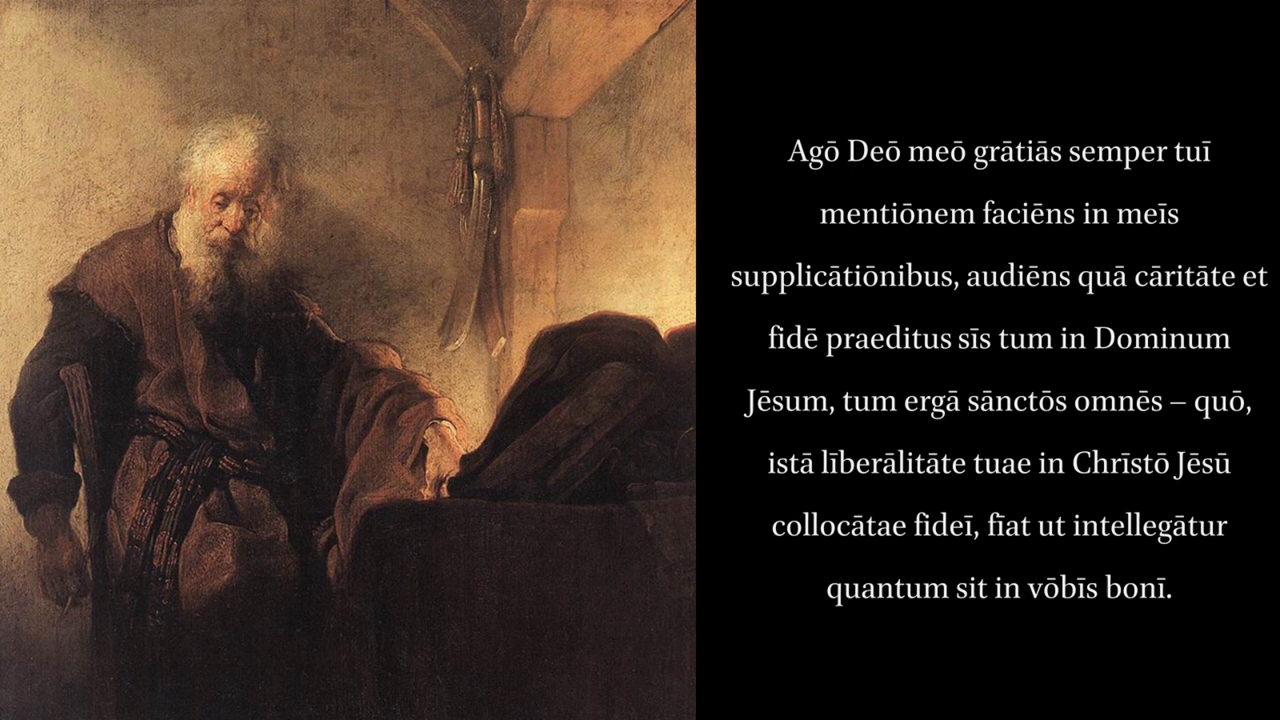 Agō Deō meō grātiās semper tuī
mentiōnem faciēns in meīs
supplicātiōnibus, audiēns quā cāritāte et
fidē praeditus sīs tum in Dominum
Jēsum, tum ergā sānctōs omnēs – quō,
istā līberālitāte tuae in Chrīstō Jēsū
collocātae fideī, fīat ut intellegātur
quantum sit in vōbīs bonī.